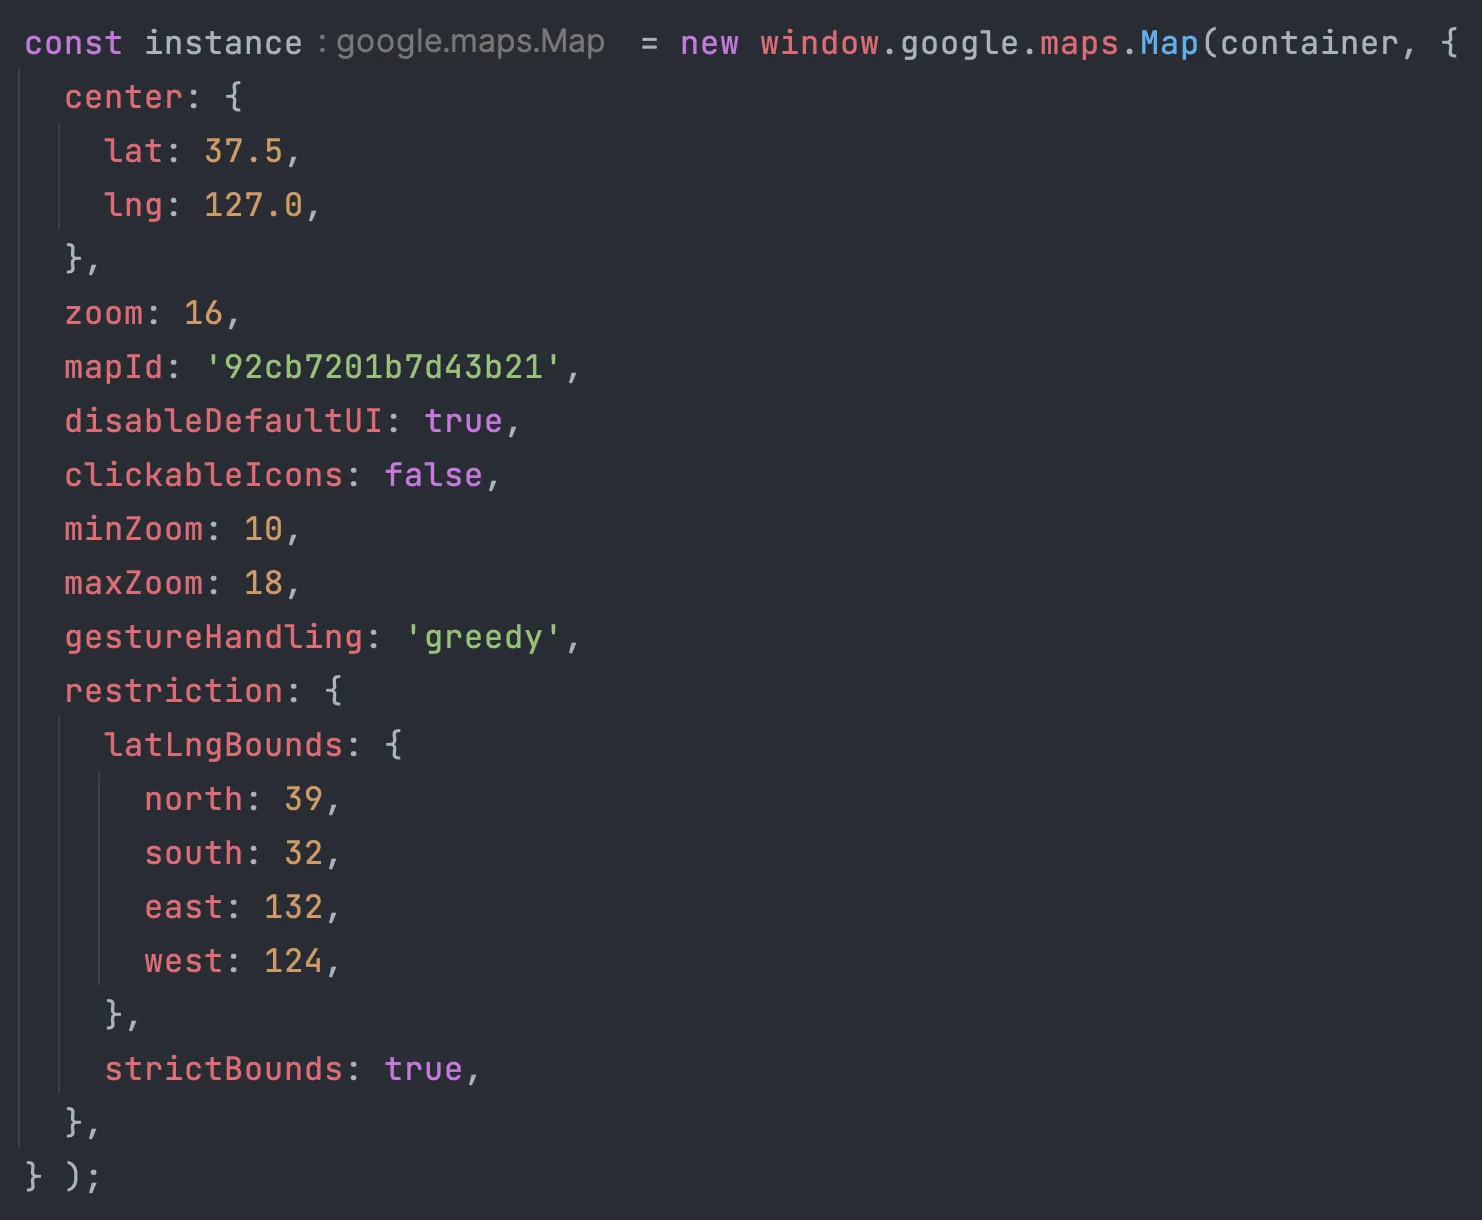 const instance : google.maps.Map = new window.google.maps.Map(container, {
  center: {
    lat: 37.5,
    lng: 127.0,
  },
  zoom: 16,
  mapId: '92cb7201b7d43b21',
  disableDefaultUI: true,
  clickableIcons: false,
  minZoom: 10,
  maxZoom: 18,
  gestureHandling: 'greedy',
  restriction: {
    latLngBounds: {
      north: 39,
      south: 32,
      east: 132,
      west: 124,
    },
    strictBounds: true,
  },
} );